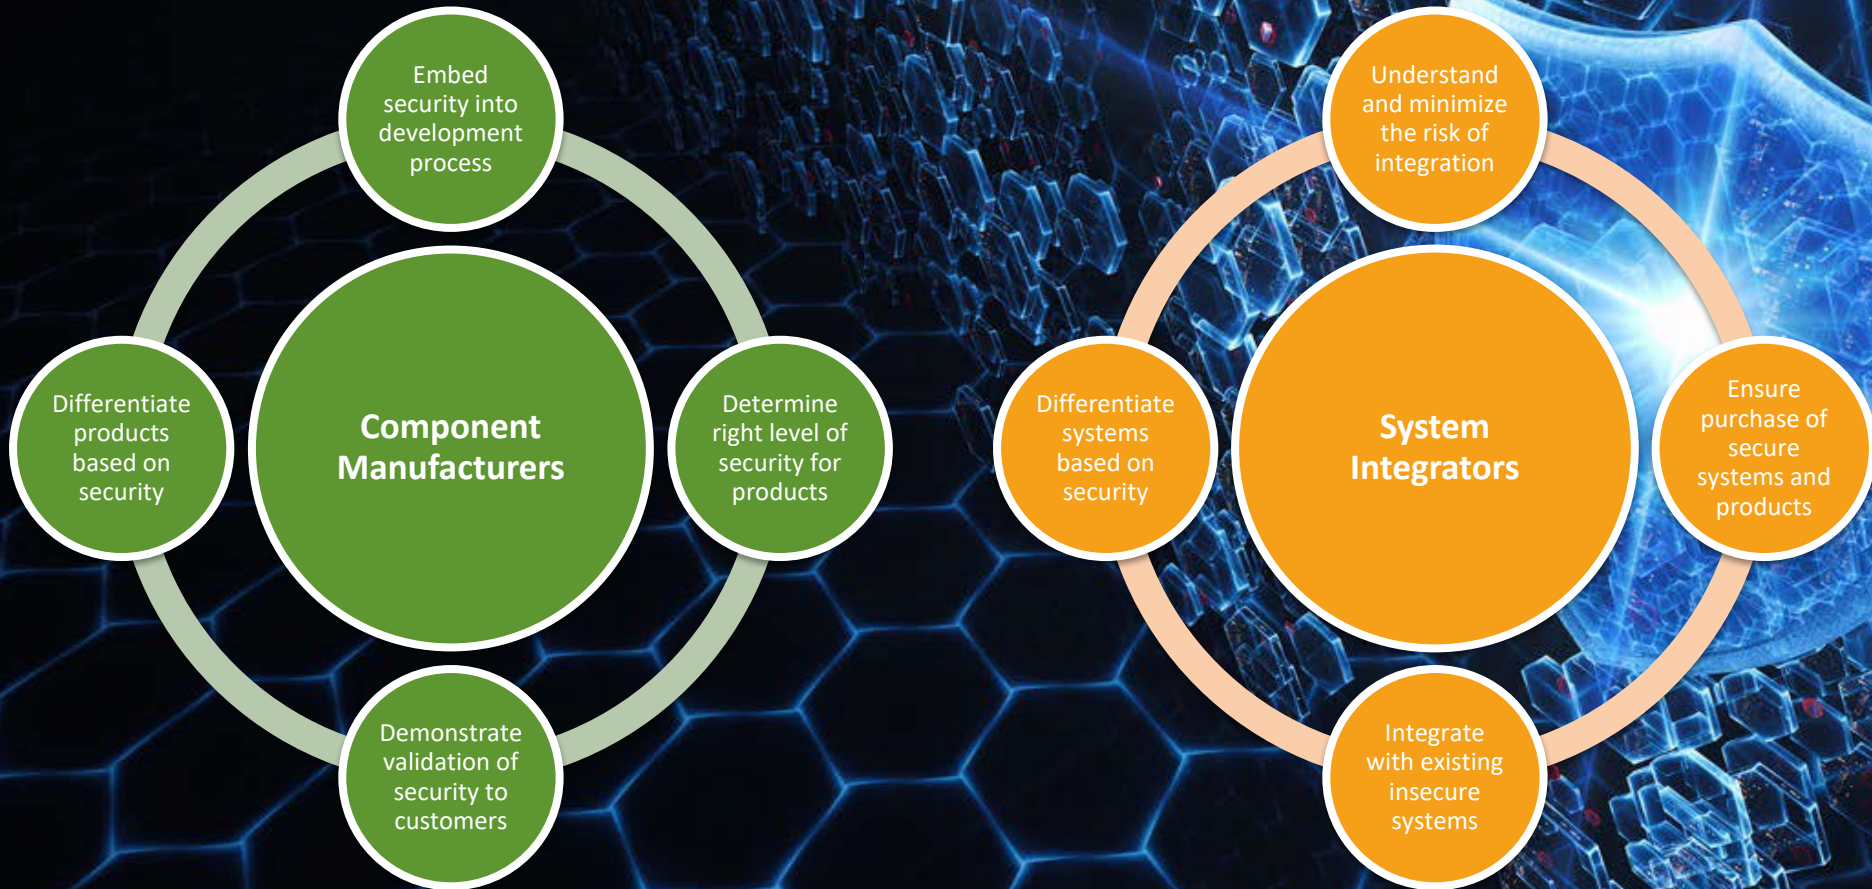 Embed
security into
development
process
Differentiate
products
based on
security
Component
Manufacturers
Determine
right level of
security for
products
Demonstrate
validation of
security to
customers
Understand
and minimize
the risk of
integration
Differentiate
systems
based on
security
System
Integrators
Ensure
purchase of
secure
systems and
products
Integrate
with existing
insecure
systems